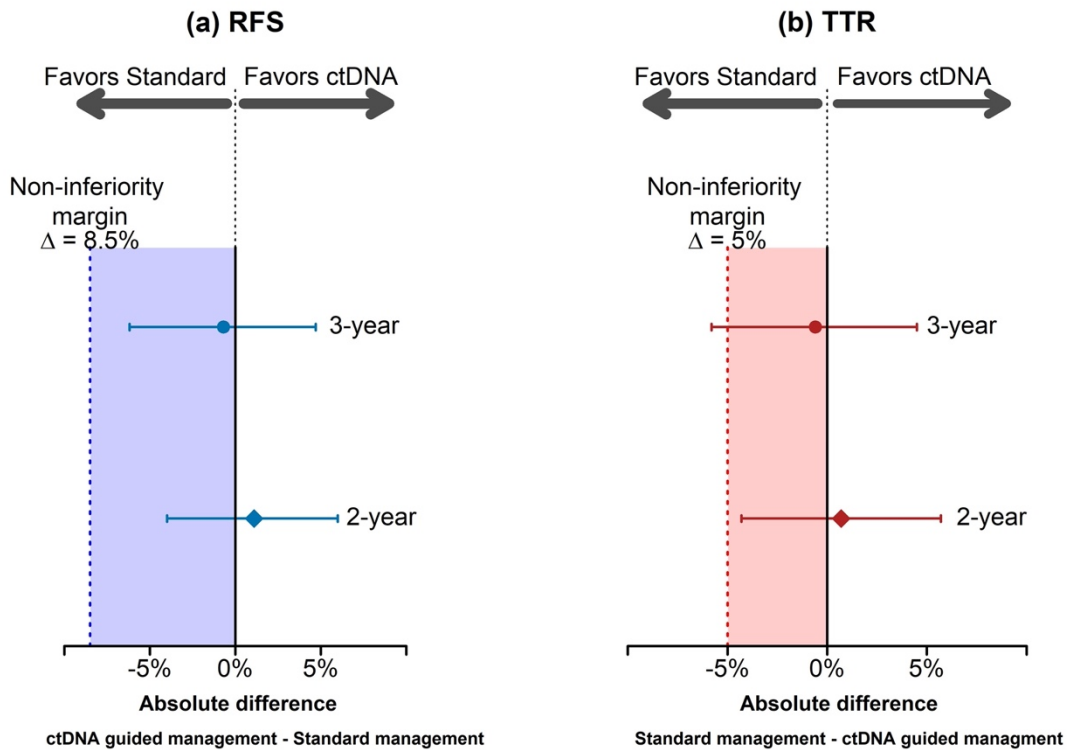 (a) RFS
Favors Standard
Favors ctDNA
Non-inferiority
margin
Δ = 8.5%
3-year
2-year
-5%
0%
5%
Absolute difference
ctDNA guided management - Standard management
(b) TTR
Favors Standard
Favors ctDNA
Non-inferiority
margin
Δ = 5%
3-year
2-year
-5%
0%
5%
Absolute difference
Standard management - ctDNA guided managment